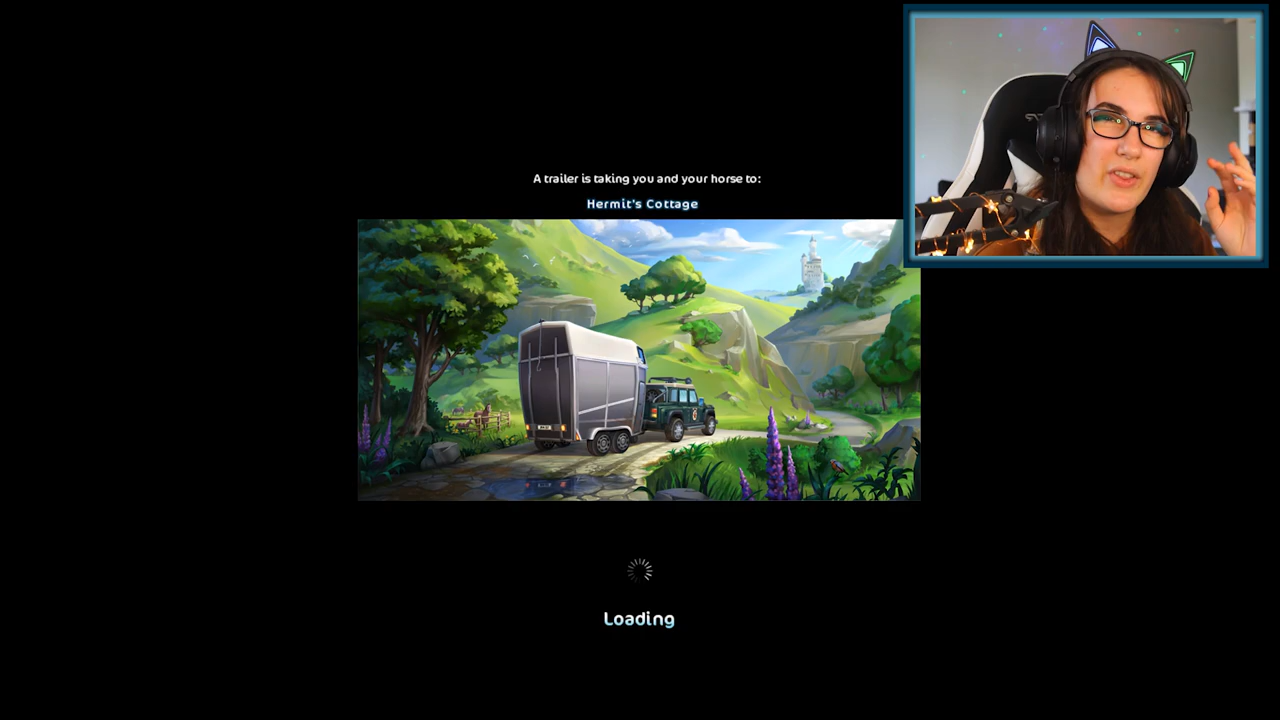 A trailer is taking you and your horse to:
Hermit's Cottage
Loading